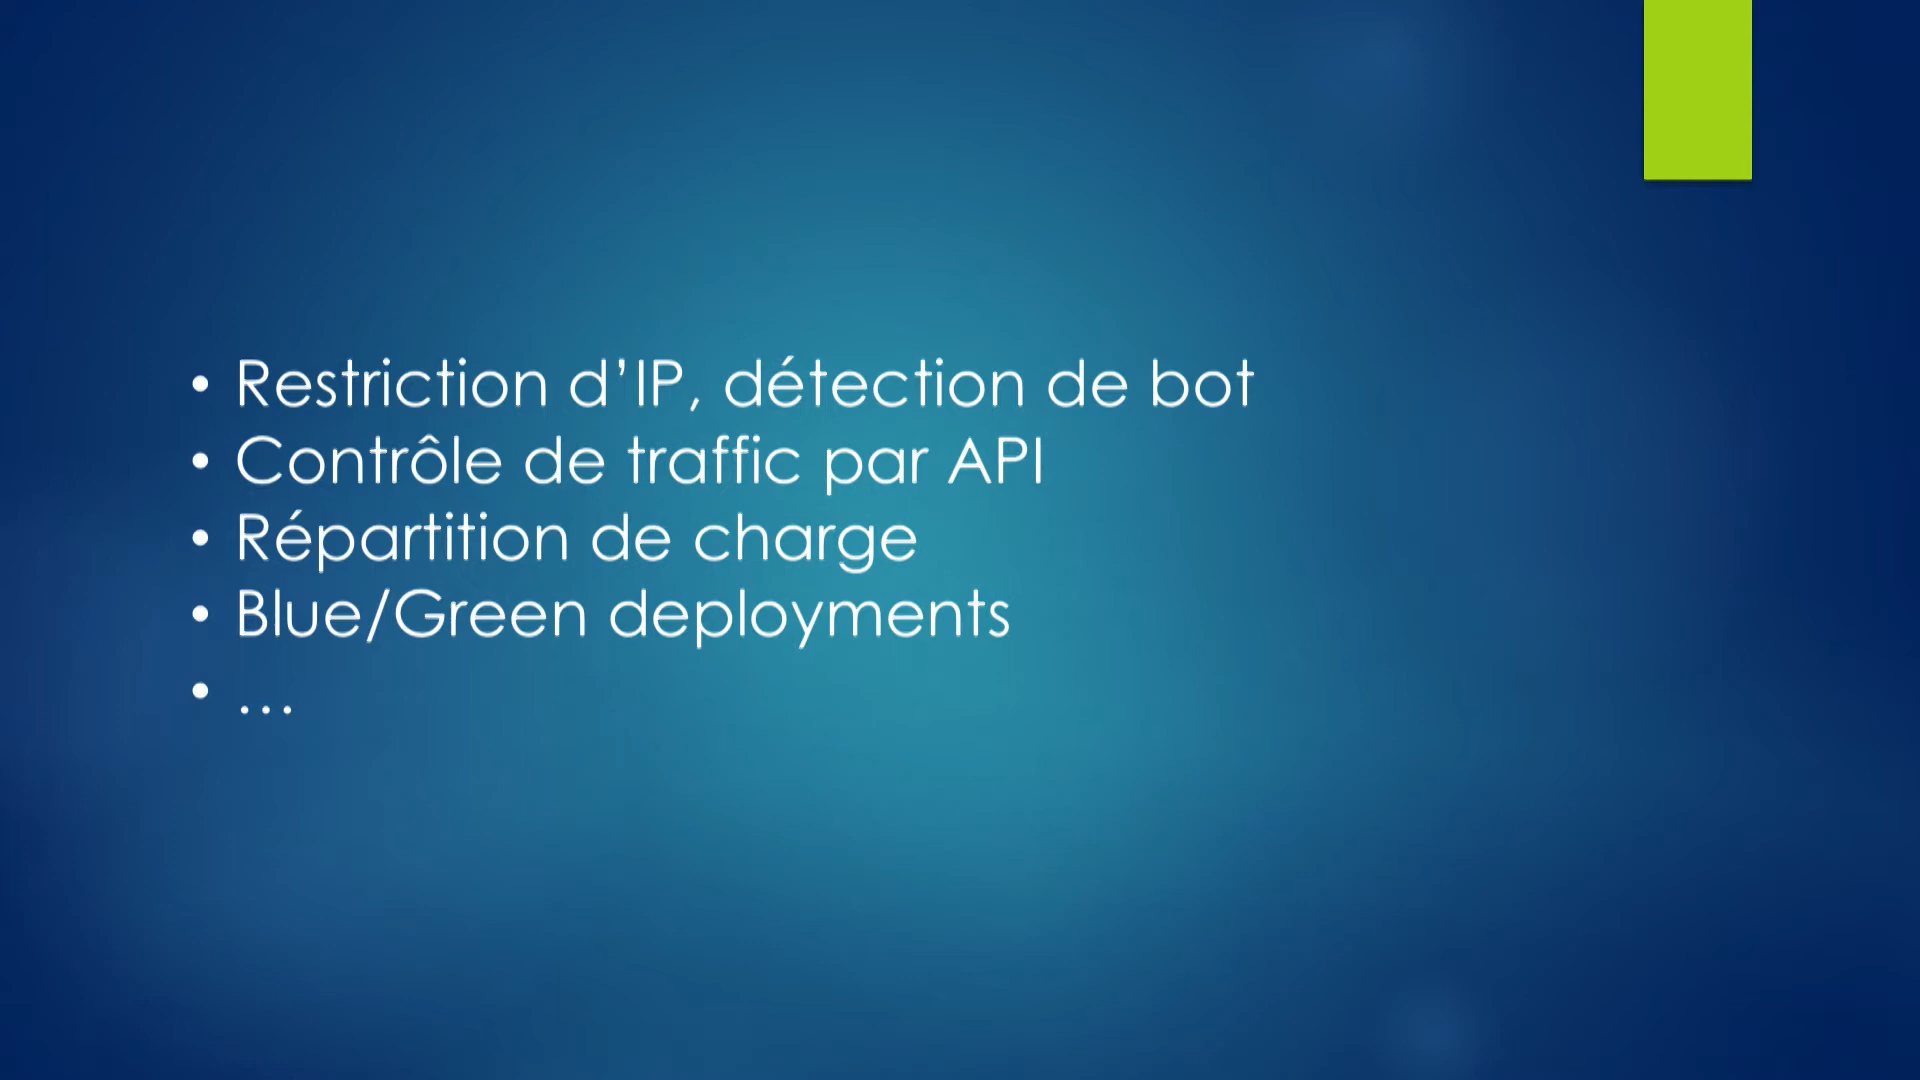 • Restriction d’IP, détection de bot
• Contrôle de traffic par API
• Répartition de charge
• Blue/Green deployments
• …